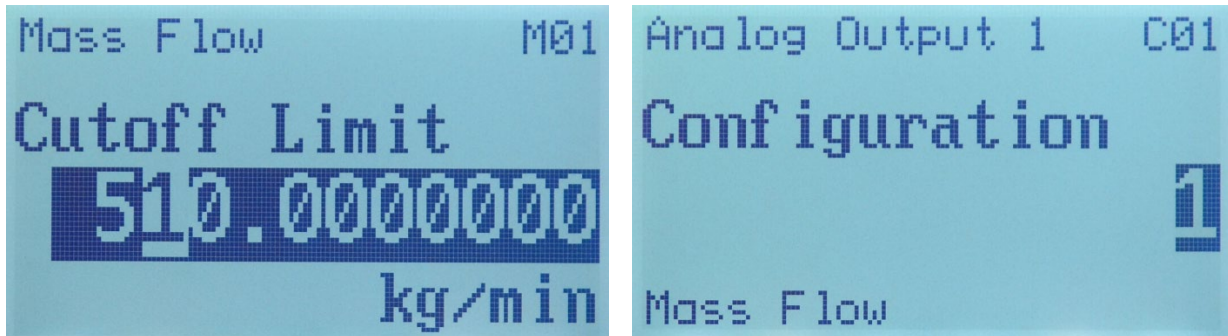 Mass Flow M01
Cutoff Limit
510.0000000
kg/min
Analog Output 1 C01
Configuration
1
Mass Flow